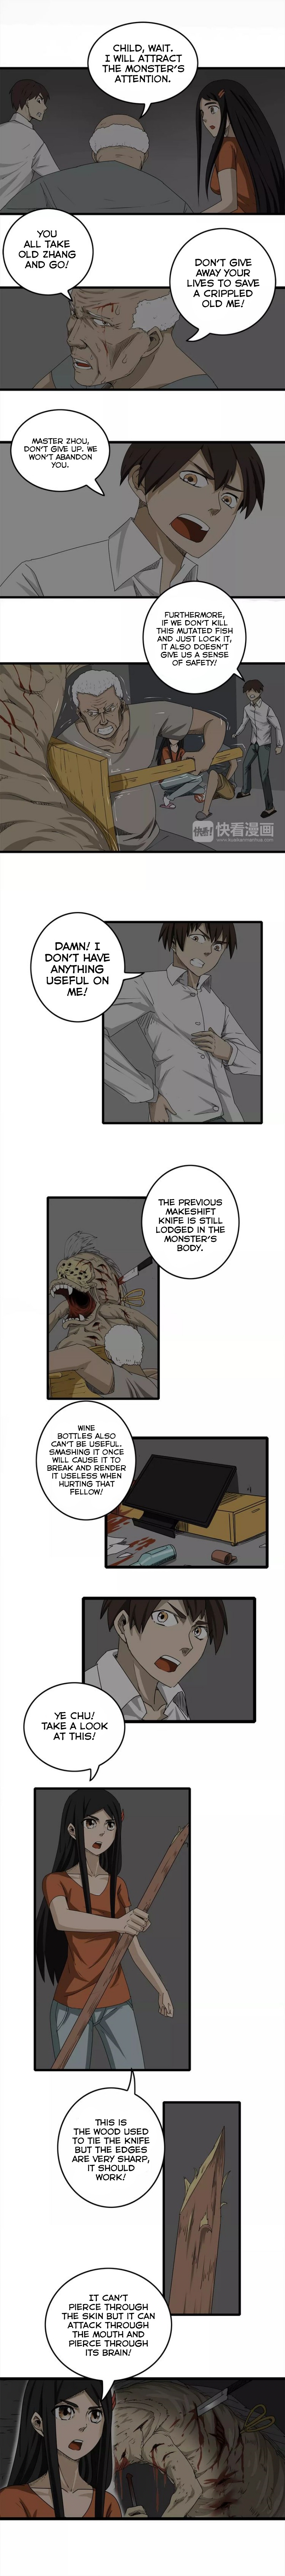 CHILD, WAIT.
I WILL ATTRACT
THE MONSTER'S
ATTENTION.
YOU
ALL TAKE
OLD ZHANG
AND GO!
DON'T GIVE
AWAY YOUR
LIVES TO SAVE
A CRIPPLED
OLD ME!
MASTER ZHOU,
DON'T GIVE UP. WE
WON'T ABANDON
YOU.
FURTHERMORE,
IF WE DON'T KILL
THIS MUTATED FISH
AND JUST LOCK IT,
IT ALSO DOESN'T
GIVE US A SENSE
OF SAFETY!
快看 快看漫画
DAMN! I
DON'T HAVE
ANYTHING
USEFUL ON
ME!
THE PREVIOUS
MAKESHIFT
KNIFE IS STILL
LODGED IN THE
MONSTER'S
BODY.
WINE
BOTTLES ALSO
CAN'T BE USEFUL.
SMASHING IT ONCE
WILL CAUSE IT TO
BREAK AND RENDER
IT USELESS WHEN
HURTING THAT
FELLOW!
YE CHU!
TAKE A LOOK
AT THIS!
THIS IS
THE WOOD USED
TO TIE THE KNIFE
BUT THE EDGES
ARE VERY SHARP,
IT SHOULD
WORK!
IT CAN'T
PIERCE THROUGH
THE SKIN BUT IT CAN
ATTACK THROUGH
THE MOUTH AND
PIERCE THROUGH
ITS BRAIN!